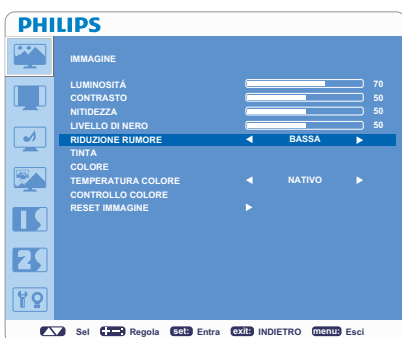 PHILIPS
IMMAGINE
LUMINOSITÁ 70
CONTRASTO 50
NITIDEZZA 50
LIVELLO DI NERO 50
RIDUZIONE RUMORE BASSA
TINTA
COLORE
TEMPERATURA COLORE NATIVO
CONTROLLO COLORE
RESET IMMAGINE
Sel Regola set: Entra exit: INDIETRO menu: Esci